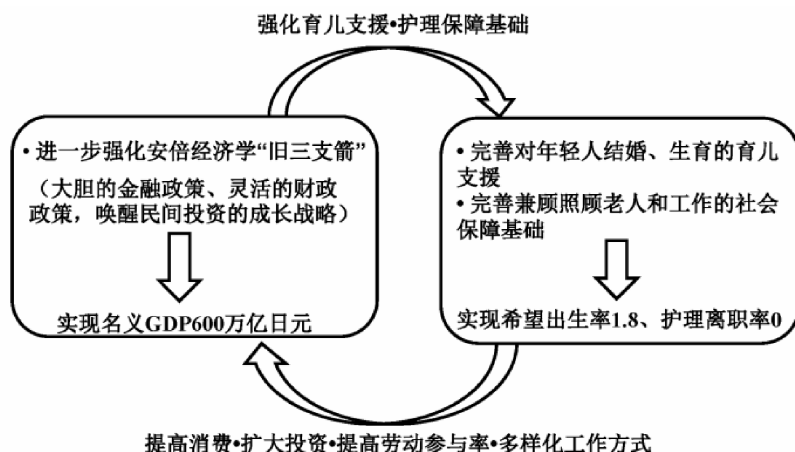 强化育儿支援•护理保障基础
• 进一步强化安倍经济学“旧三支箭”
（大胆的金融政策、灵活的财政
政策，唤醒民间投资的成长战略）
实现名义GDP600万亿日元
• 完善对年轻人结婚、生育的育儿
支援
• 完善兼顾照顾老人和工作的社会
保障基础
实现希望出生率1.8、护理离职率0
提高消费•扩大投资•提高劳动参与率•多样化工作方式